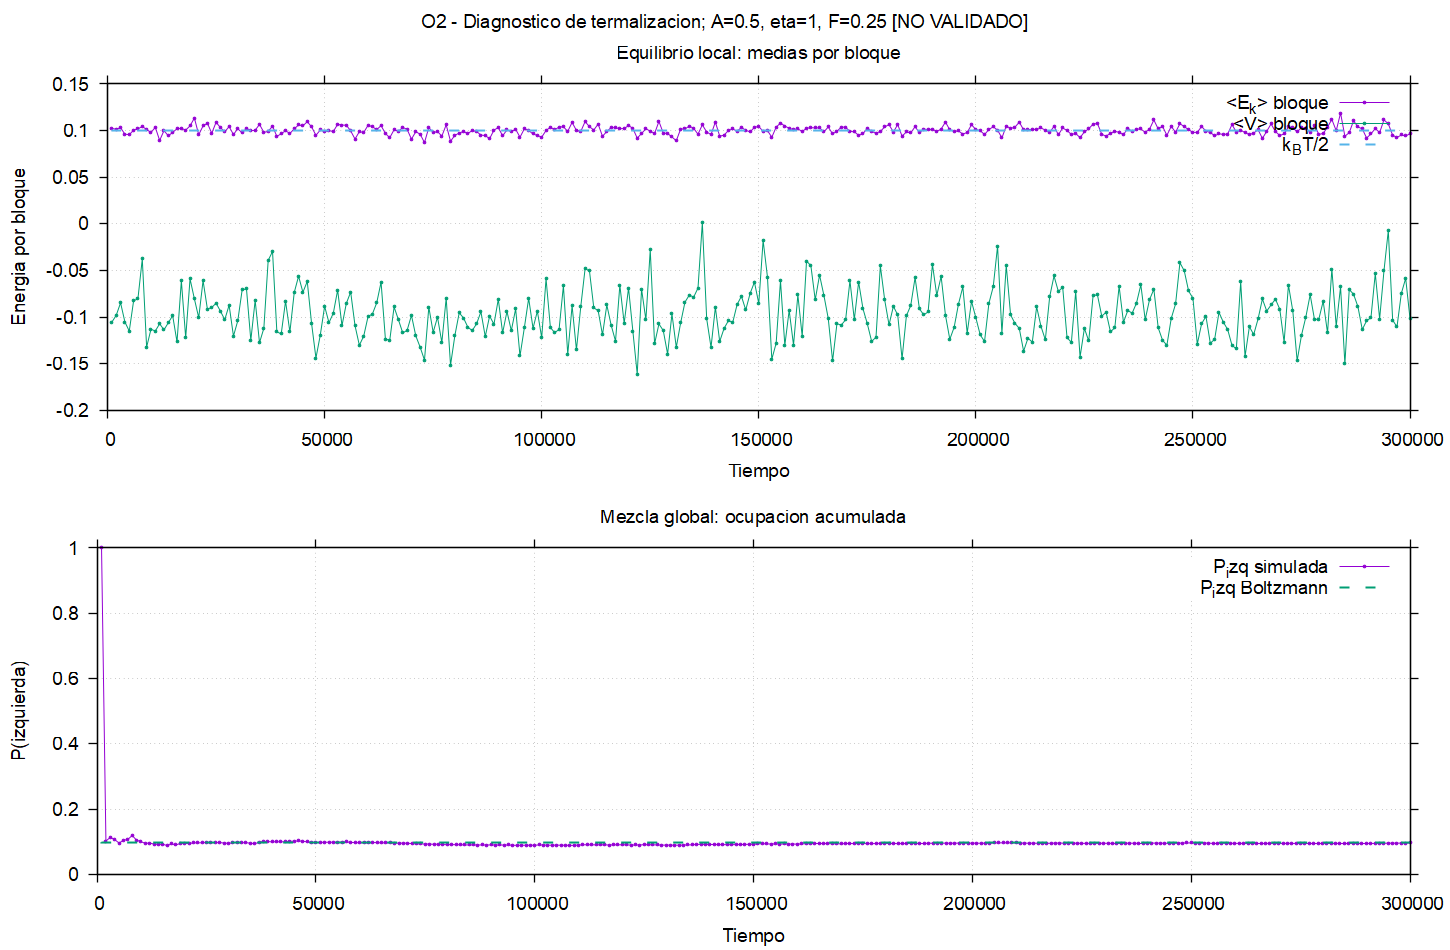 O2 - Diagnostico de termalizacion; A=0.5, eta=1, F=0.25 [NO VALIDADO]
Equilibrio local: medias por bloque
0.15
0.1
0.05
0
-0.05
-0.1
-0.15
-0.2
Energia por bloque
<Ek> bloque
<V> bloque
kBT/2
0 50000 100000 150000 200000 250000 300000
Tiempo
Mezcla global: ocupacion acumulada
1
0.8
0.6
0.4
0.2
0
P(izquierda)
Pizq simulada
Pizq Boltzmann
0 50000 100000 150000 200000 250000 300000
Tiempo